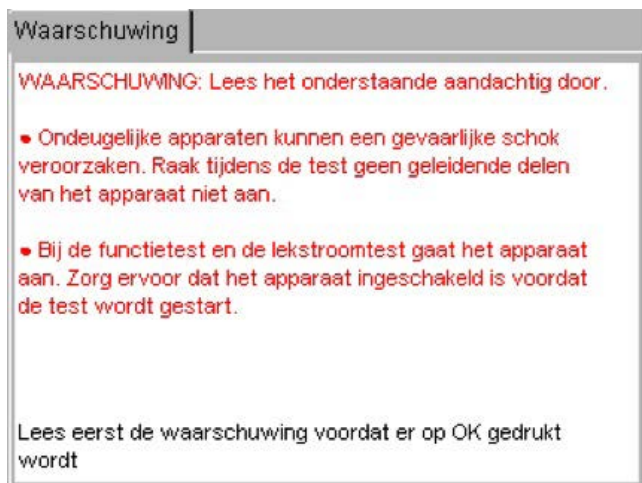 Waarschuwing
WAARSCHUWING: Lees het onderstaande aandachtig door.
• Ondeugelijke apparaten kunnen een gevaarlijke schok
veroorzaken. Raak tijdens de test geen geleidende delen
van het apparaat niet aan.
• Bij de functietest en de lekstroomtest gaat het apparaat
aan. Zorg ervoor dat het apparaat ingeschakeld is voordat
de test wordt gestart.
Lees eerst de waarschuwing voordat er op OK gedrukt
wordt